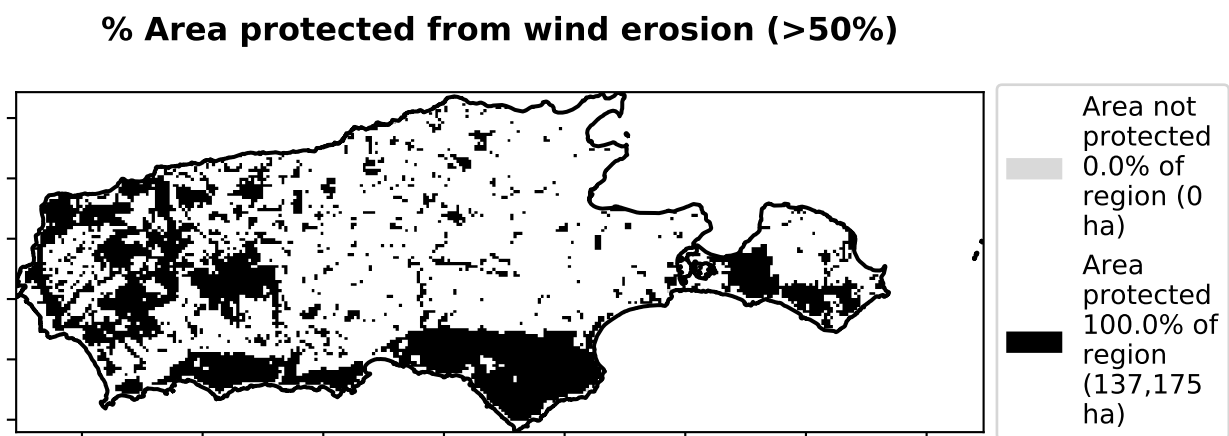 % Area protected from wind erosion (>50%)
Area not
protected
0.0% of
region (0
ha)
Area
protected
100.0% of
region
(137,175
ha)